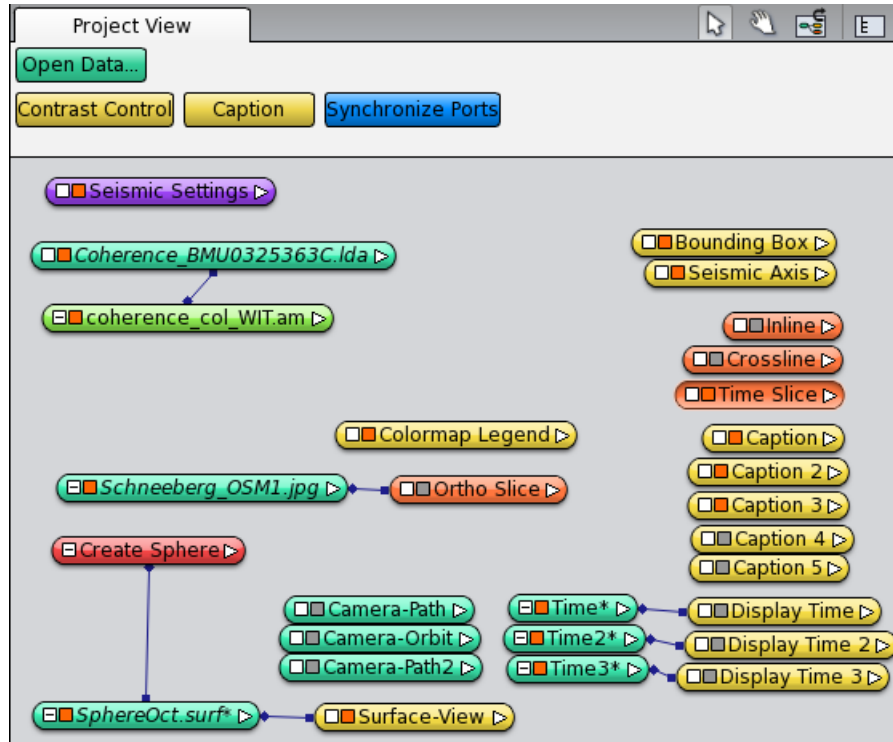 Project View
Open Data...
Contrast Control Caption Synchronize Ports
Seismic Settings
Coherence_BMU0325363C.lda
Bounding Box
Seismic Axis
coherence_col_WIT.am
Inline
Crossline
Time Slice
Colormap Legend
Caption
Caption 2
Schneeberg_OSM1.jpg Ortho Slice
Caption 3
Caption 4
Create Sphere
Caption 5
Camera-Path Time* Display Time
Camera-Orbit Time2* Display Time 2
Camera-Path2 Time3* Display Time 3
SphereOct.surf* Surface-View